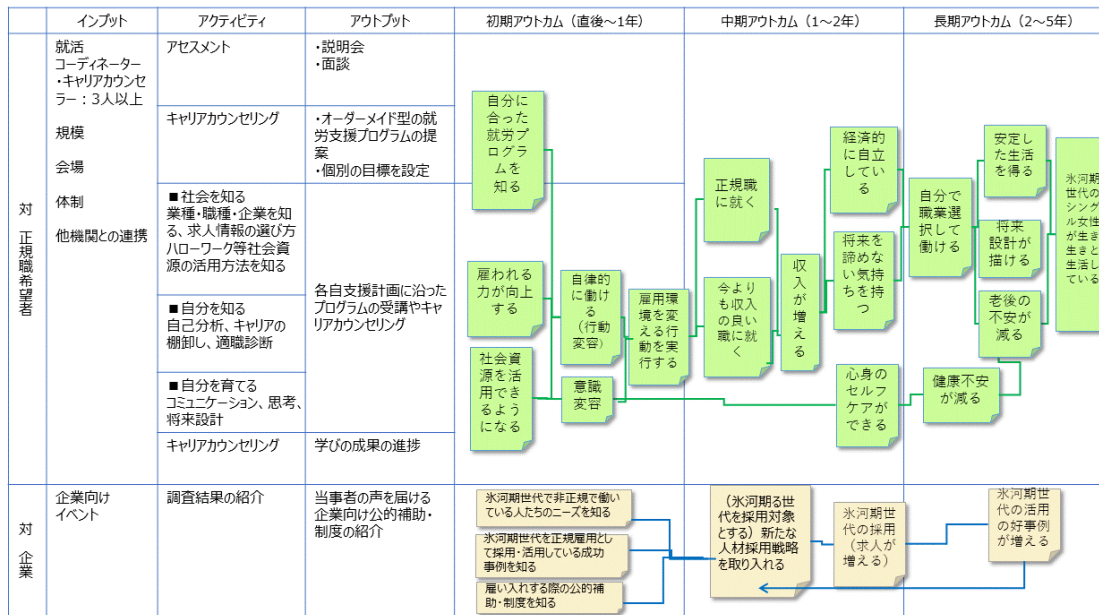 インプット
アクティビティ
アウトプット
初期アウトカム（直後～1年）
中期アウトカム（1～2年）
長期アウトカム（2～5年）
対 正規職希望者
就活
コーディネーター
・キャリアカウンセ
ラー：3人以上
規模
会場
体制
他機関との連携
アセスメント
・説明会
・面談
キャリアカウンセリング
・オーダーメイド型の就
労支援プログラムの提
案
・個別の目標を設定
■社会を知る
業種・職種・企業を知
る、求人情報の選び方
ハローワーク等社会資
源の活用方法を知る
■自分を知る
自己分析、キャリアの
棚卸し、適職診断
■自分を育てる
コミュニケーション、思考、
将来設計
各自支援計画に沿った
プログラムの受講やキャ
リアカウンセリング
キャリアカウンセリング
学びの成果の進捗
自分に
合った
就労プ
ログラ
ムを
知る
雇われる
力が向上
する
社会資
源を活
用でき
るよう
になる
自律的
に働け
る
（行動
変容）
意識
変容
雇用環
境を変
える行
動を実
行する
正規職
に就く
今より
も収入
の良い
職に就
く
収入が増える
経済的
に自立
してい
る
将来を
諦めな
い気持
ちを持
つ
心身の
セルフ
ケアが
できる
自分で
職業選
択して
働ける
健康不安
が減る
安定し
た生活
を得る
将来
設計が
描ける
老後の
不安が
減る
氷河期
世代の
シング
ル女性
が生き
生きと
生活し
ている
対 企業
企業向け
イベント
調査結果の紹介
当事者の声を届ける
企業向け公的補助・
制度の紹介
氷河期世代で非正規で働い
ている人たちのニーズを知る
氷河期世代を正規雇用とし
て採用・活用している成功
事例を知る
雇い入れする際の公的補
助・制度を知る
（氷河期る世
代を採用対象
とする）新たな
人材採用戦略
を取り入れる
氷河期世
代の採用
（求人が
増える）
氷河期世
代の活用
の好事例
が増える